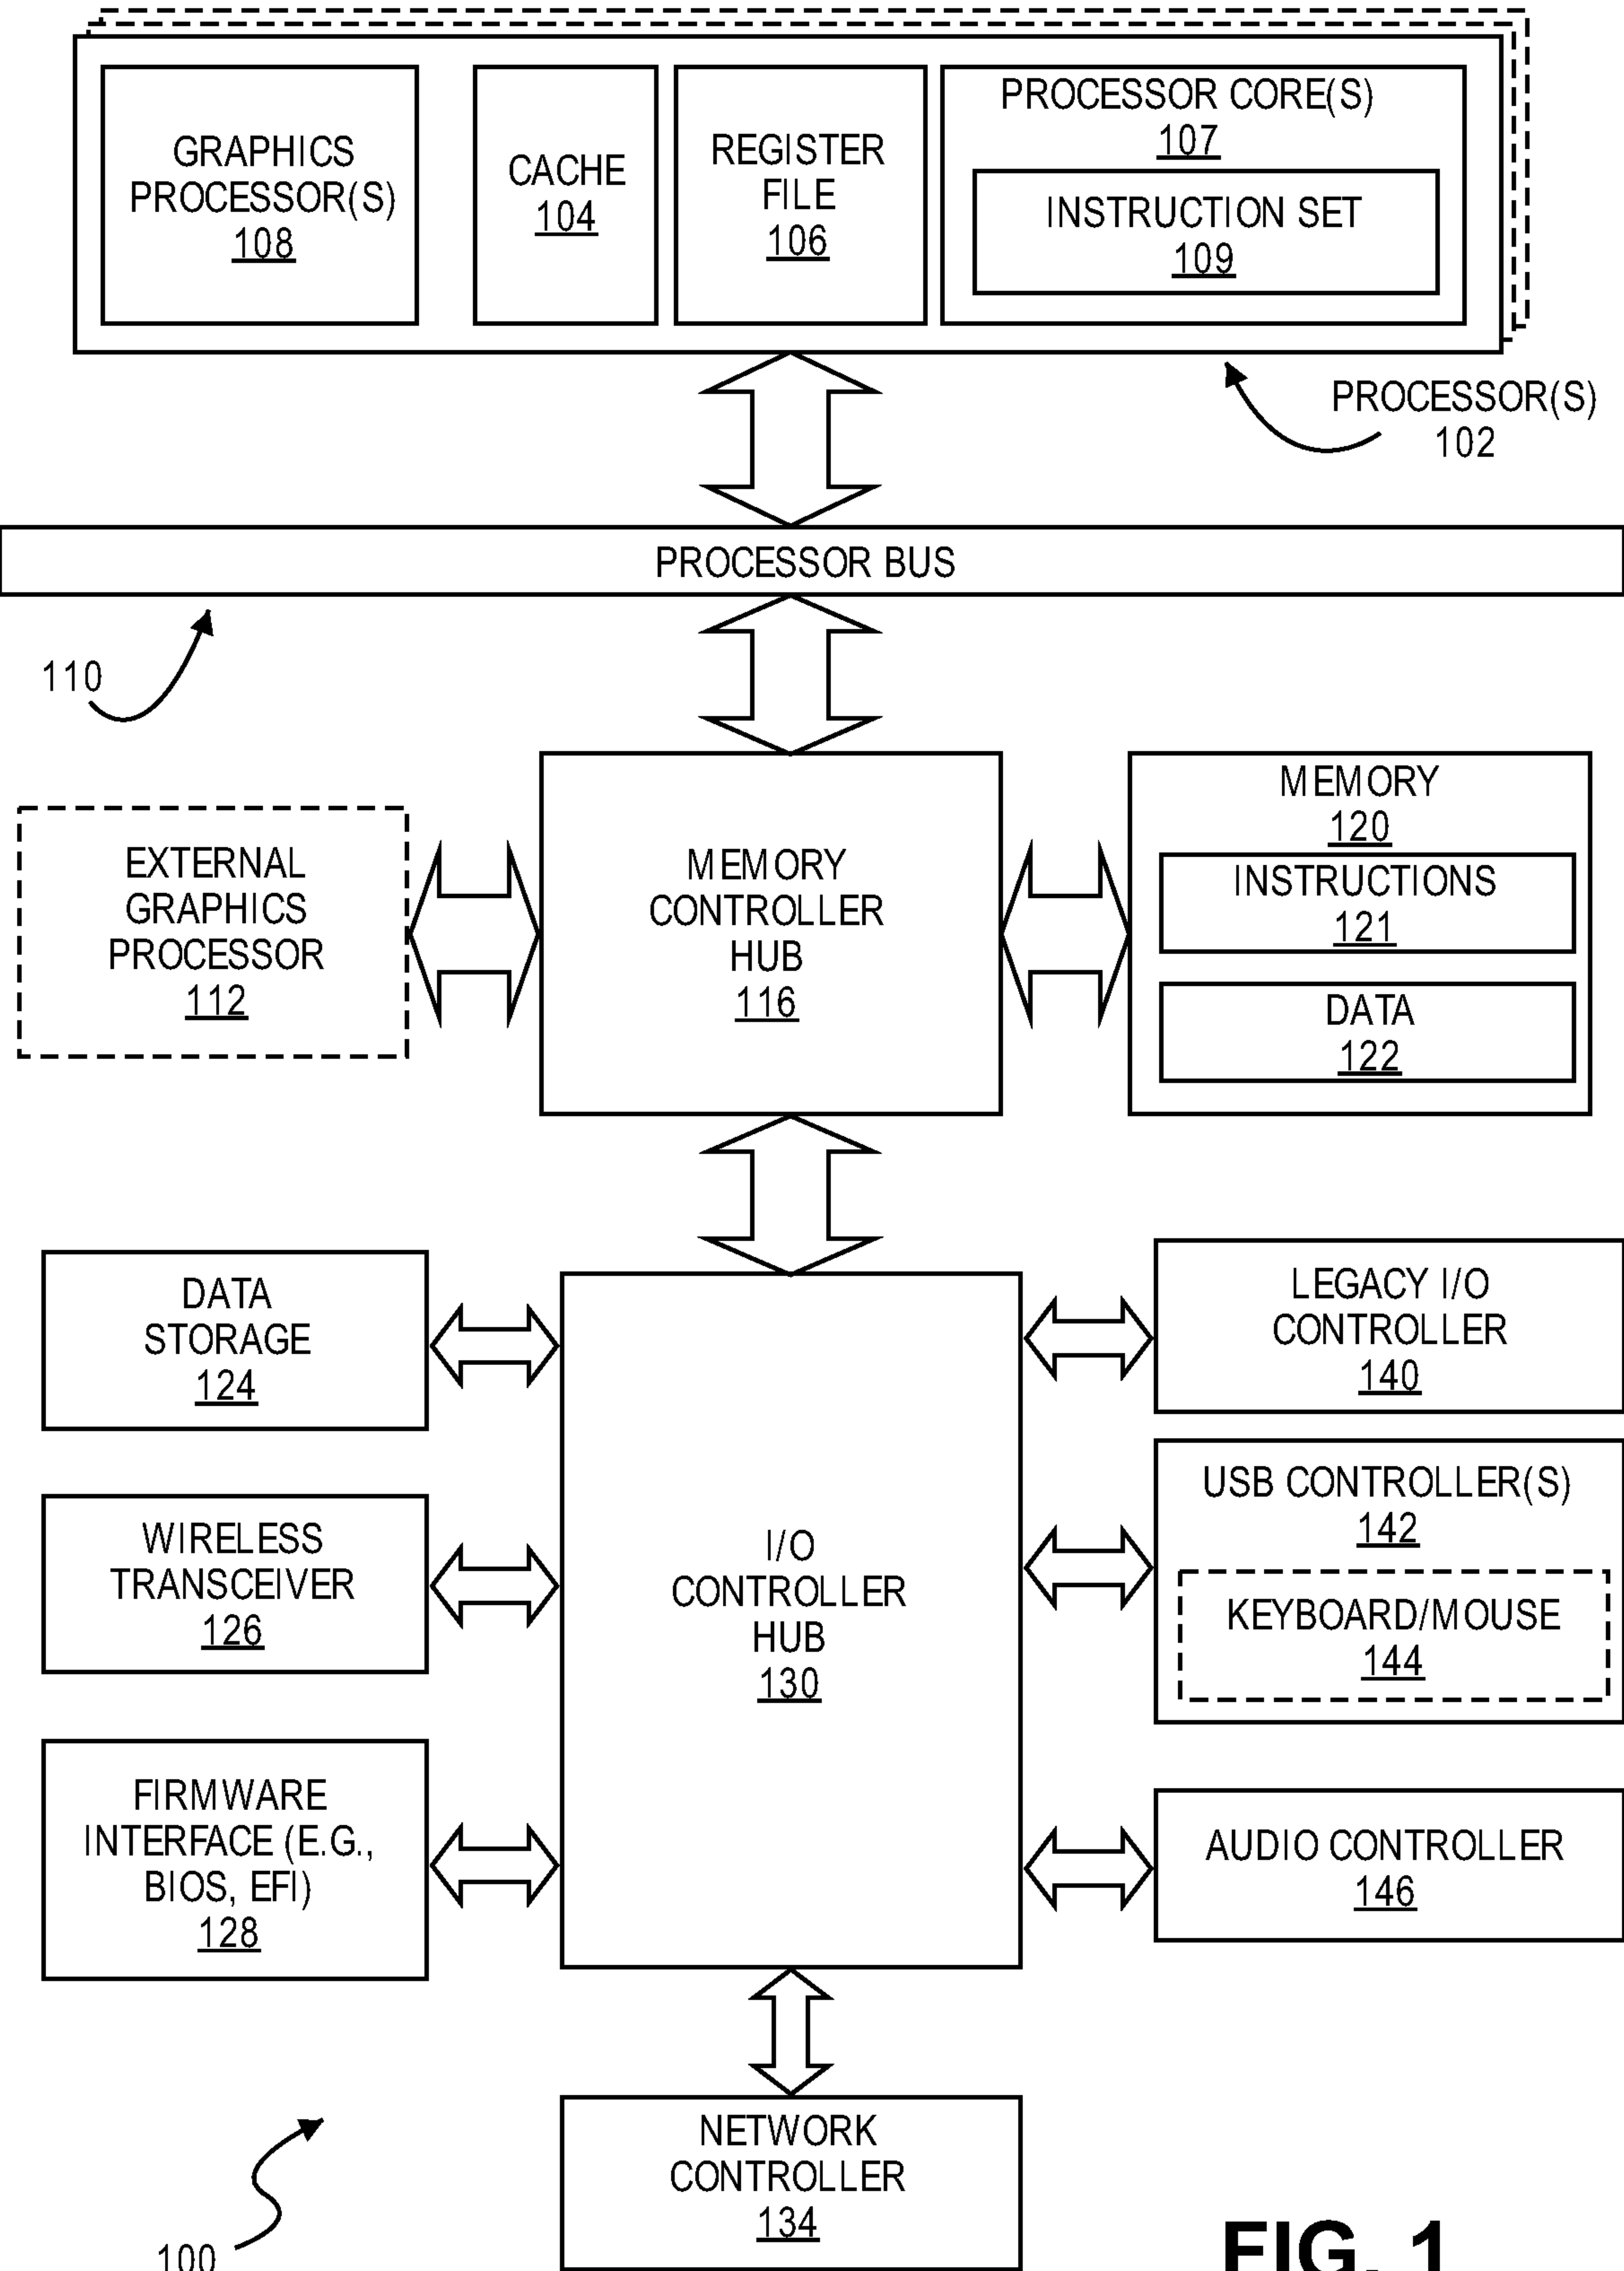 GRAPHICS
PROCESSOR(S)
108
CACHE
104
REGISTER
FILE
106
PROCESSOR CORE(S)
107
INSTRUCTION SET
109
PROCESSOR(S)
102
PROCESSOR BUS
110
EXTERNAL
GRAPHICS
PROCESSOR
112
MEMORY
CONTROLLER
HUB
116
MEMORY
120
INSTRUCTIONS
121
DATA
122
DATA
STORAGE
124
WIRELESS
TRANSCEIVER
126
FIRMWARE
INTERFACE (E.G.,
BIOS, EFI)
128
I/O
CONTROLLER
HUB
130
LEGACY I/O
CONTROLLER
140
USB CONTROLLER(S)
142
KEYBOARD/MOUSE
144
AUDIO CONTROLLER
146
NETWORK
CONTROLLER
134
100
FIG. 1